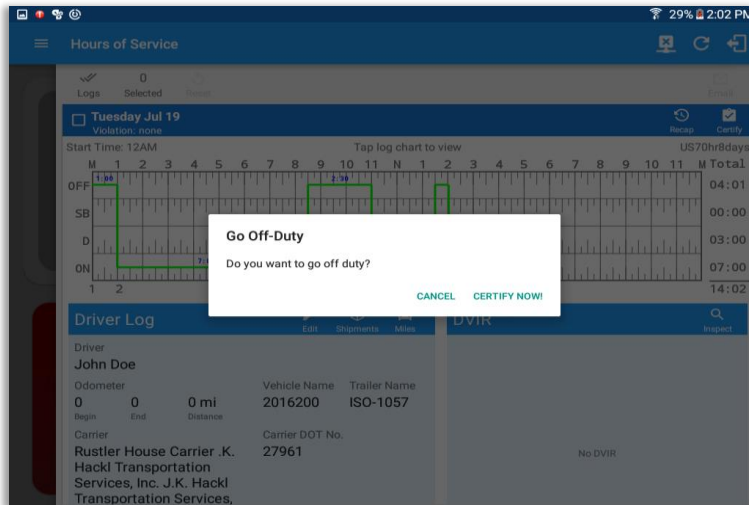 29% 2:02 PM
Hours of Service
Logs
0
Selected
Reset
Email
Tuesday Jul 19
Violation: none
Recap
Certify
Start Time: 12AM
Tap log chart to view
US70hr8days
M 1 2 3 4 5 6 7 8 9 10 11 N 1 2 3 4 5 6 7 8 9 10 11 M Total
OFF 1:00 2:30 04:01
SB 00:00
D 03:00
ON 07:00
1 2 14:02
Go Off-Duty
Do you want to go off duty?
CANCEL CERTIFY NOW!
Driver Log
Edit Shipments Miles
DVIR
Inspect
Driver
John Doe
Odometer Vehicle Name Trailer Name
0 0 0 mi 2016200 ISO-1057
Begin End Distance
Carrier Carrier DOT No.
Rustler House Carrier .K. 27961
Hackl Transportation
Services, Inc. J.K. Hackl
Transportation Services,
No DVIR